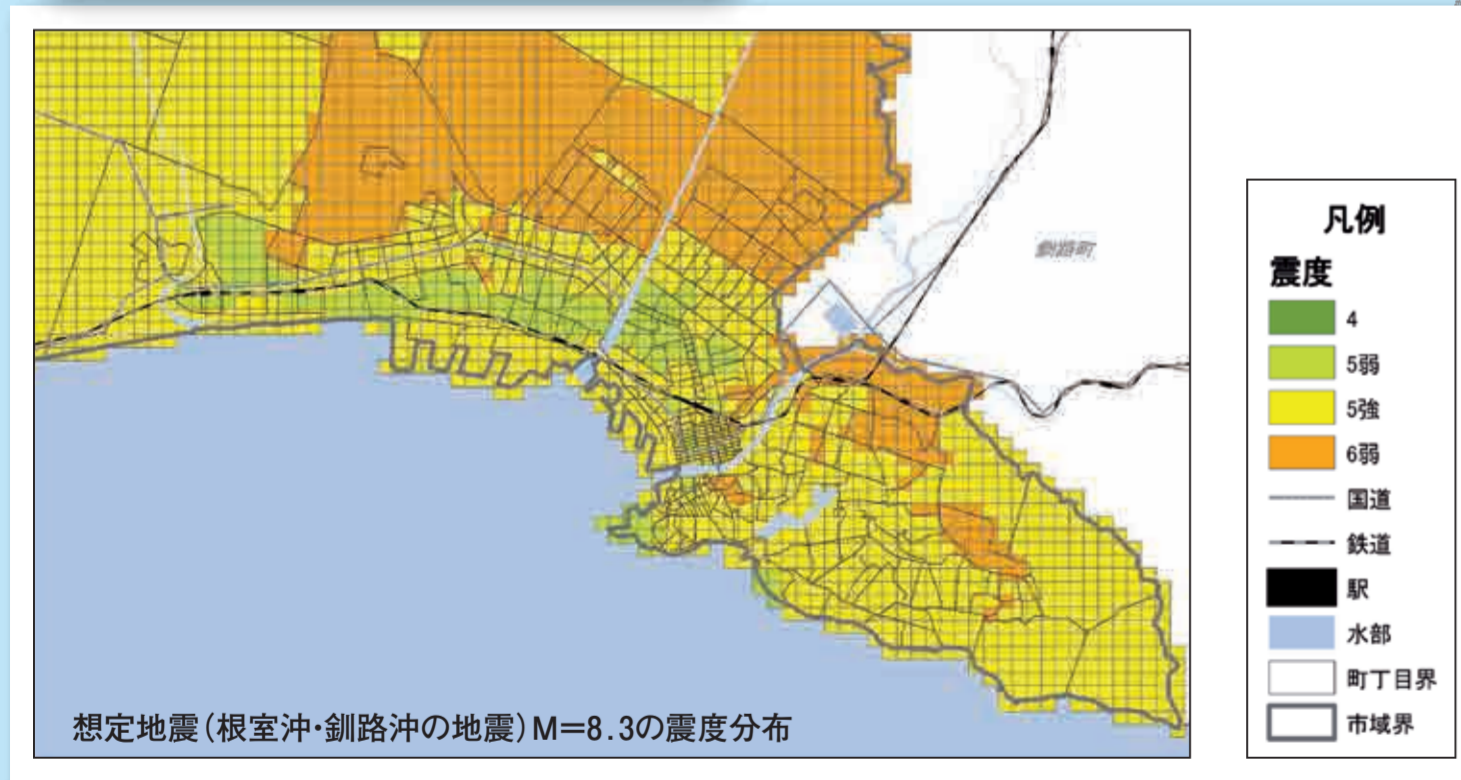 釧路町
想定地震(根室沖・釧路沖の地震)M=8.3の震度分布
凡例
震度
4
5弱
5強
6弱
国道
鉄道
駅
水部
町丁目界
市域界